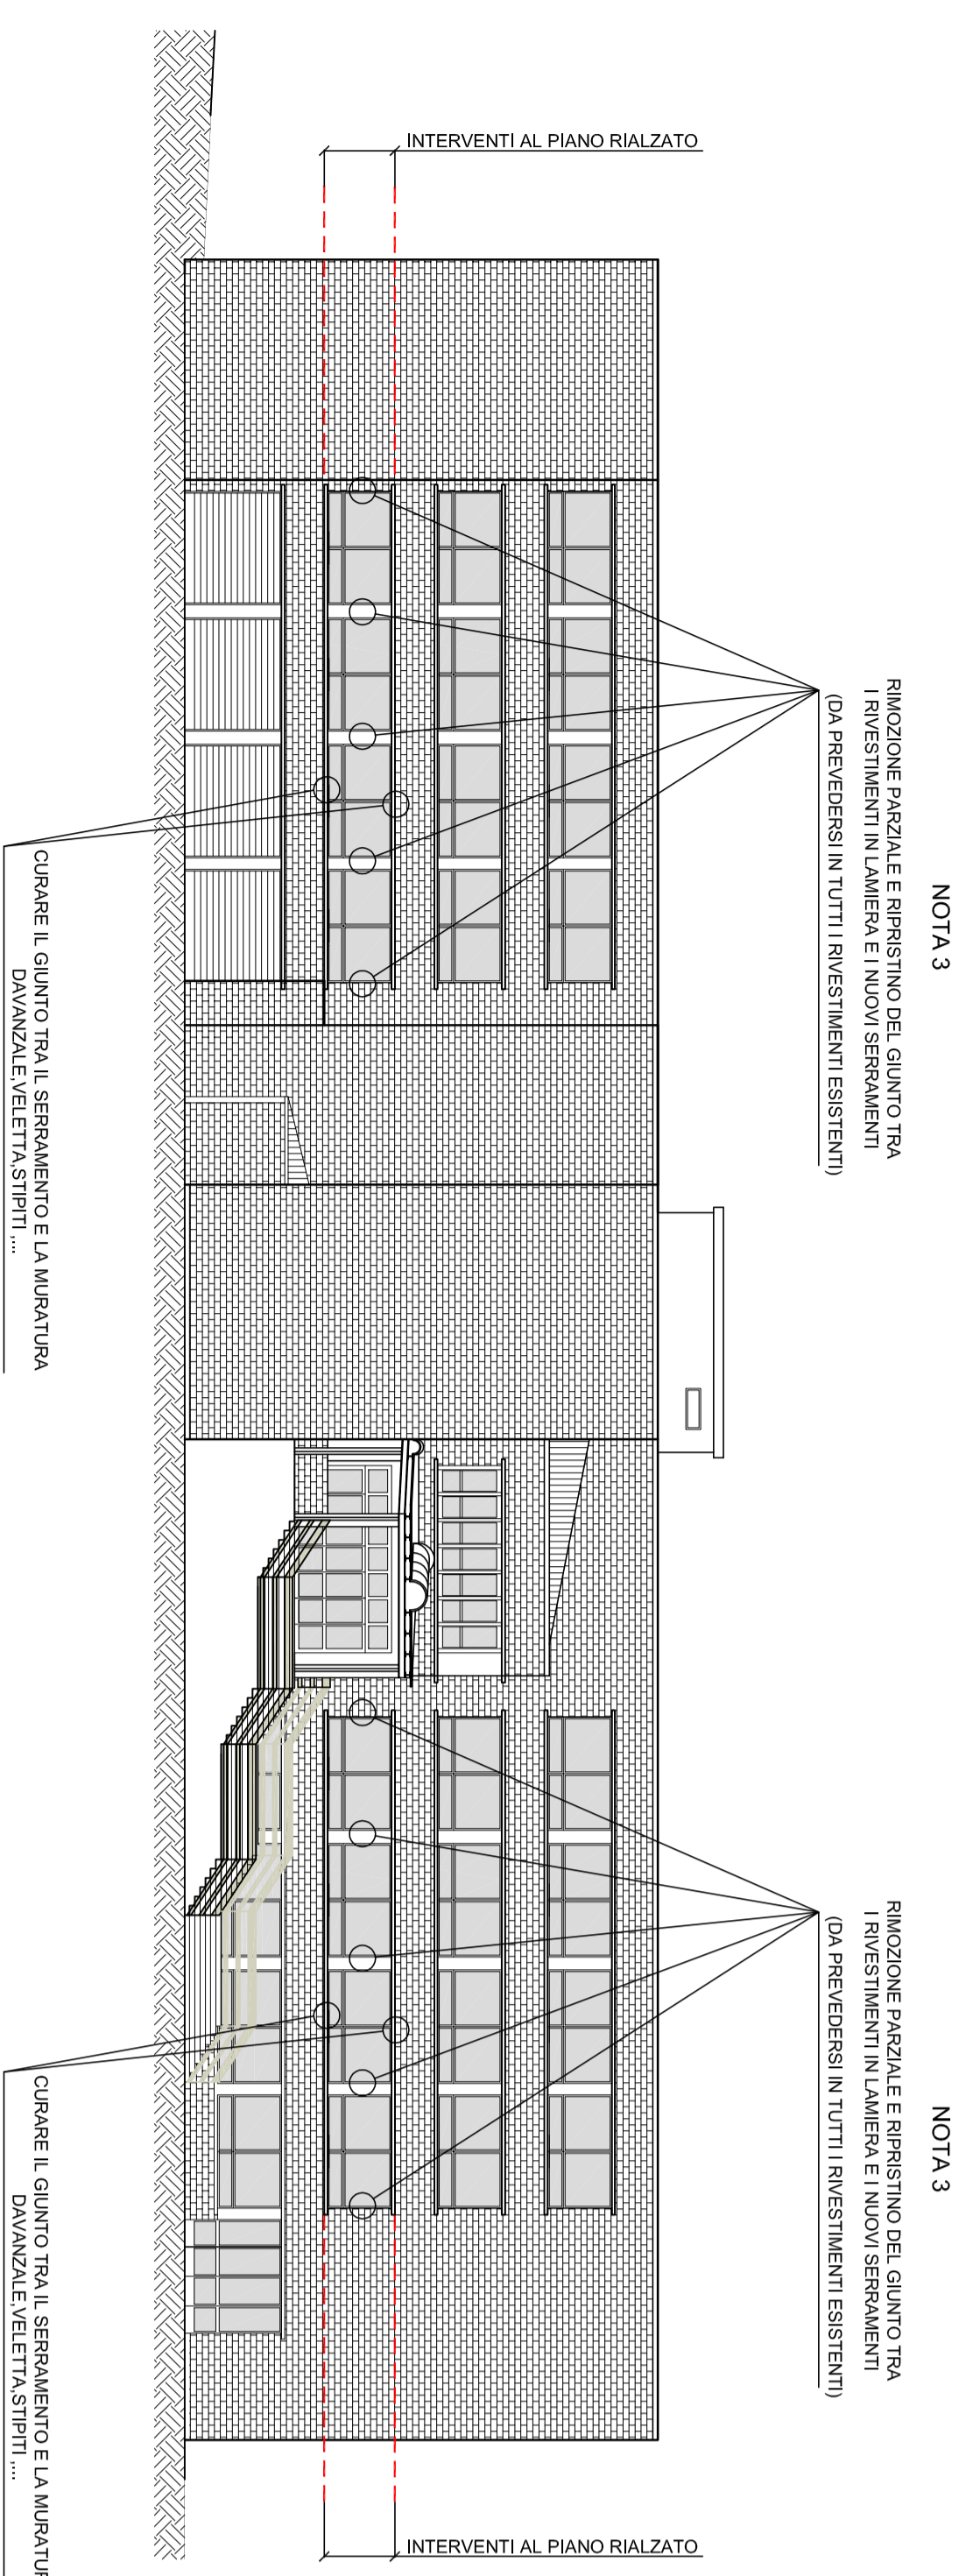 NOTA 3
RIMOZIONE PARZIALE E RIPRISTINO DEL GIUNTO TRA
I RIVESTIMENTI IN LAMIERA E I NUOVI SERRAMENTI
(DA PREVEDERSI IN TUTTI I RIVESTIMENTI ESISTENTI)
NOTA 3
RIMOZIONE PARZIALE E RIPRISTINO DEL GIUNTO TRA
I RIVESTIMENTI IN LAMIERA E I NUOVI SERRAMENTI
(DA PREVEDERSI IN TUTTI I RIVESTIMENTI ESISTENTI)
INTERVENTI AL PIANO RIALZATO
INTERVENTI AL PIANO RIALZATO
CURARE IL GIUNTO TRA IL SERRAMENTO E LA MURATURA
DAVANZALE,VELETTA,STIPITI ,...
CURARE IL GIUNTO TRA IL SERRAMENTO E LA MURATUR
DAVANZALE,VELETTA,STIPITI ,...